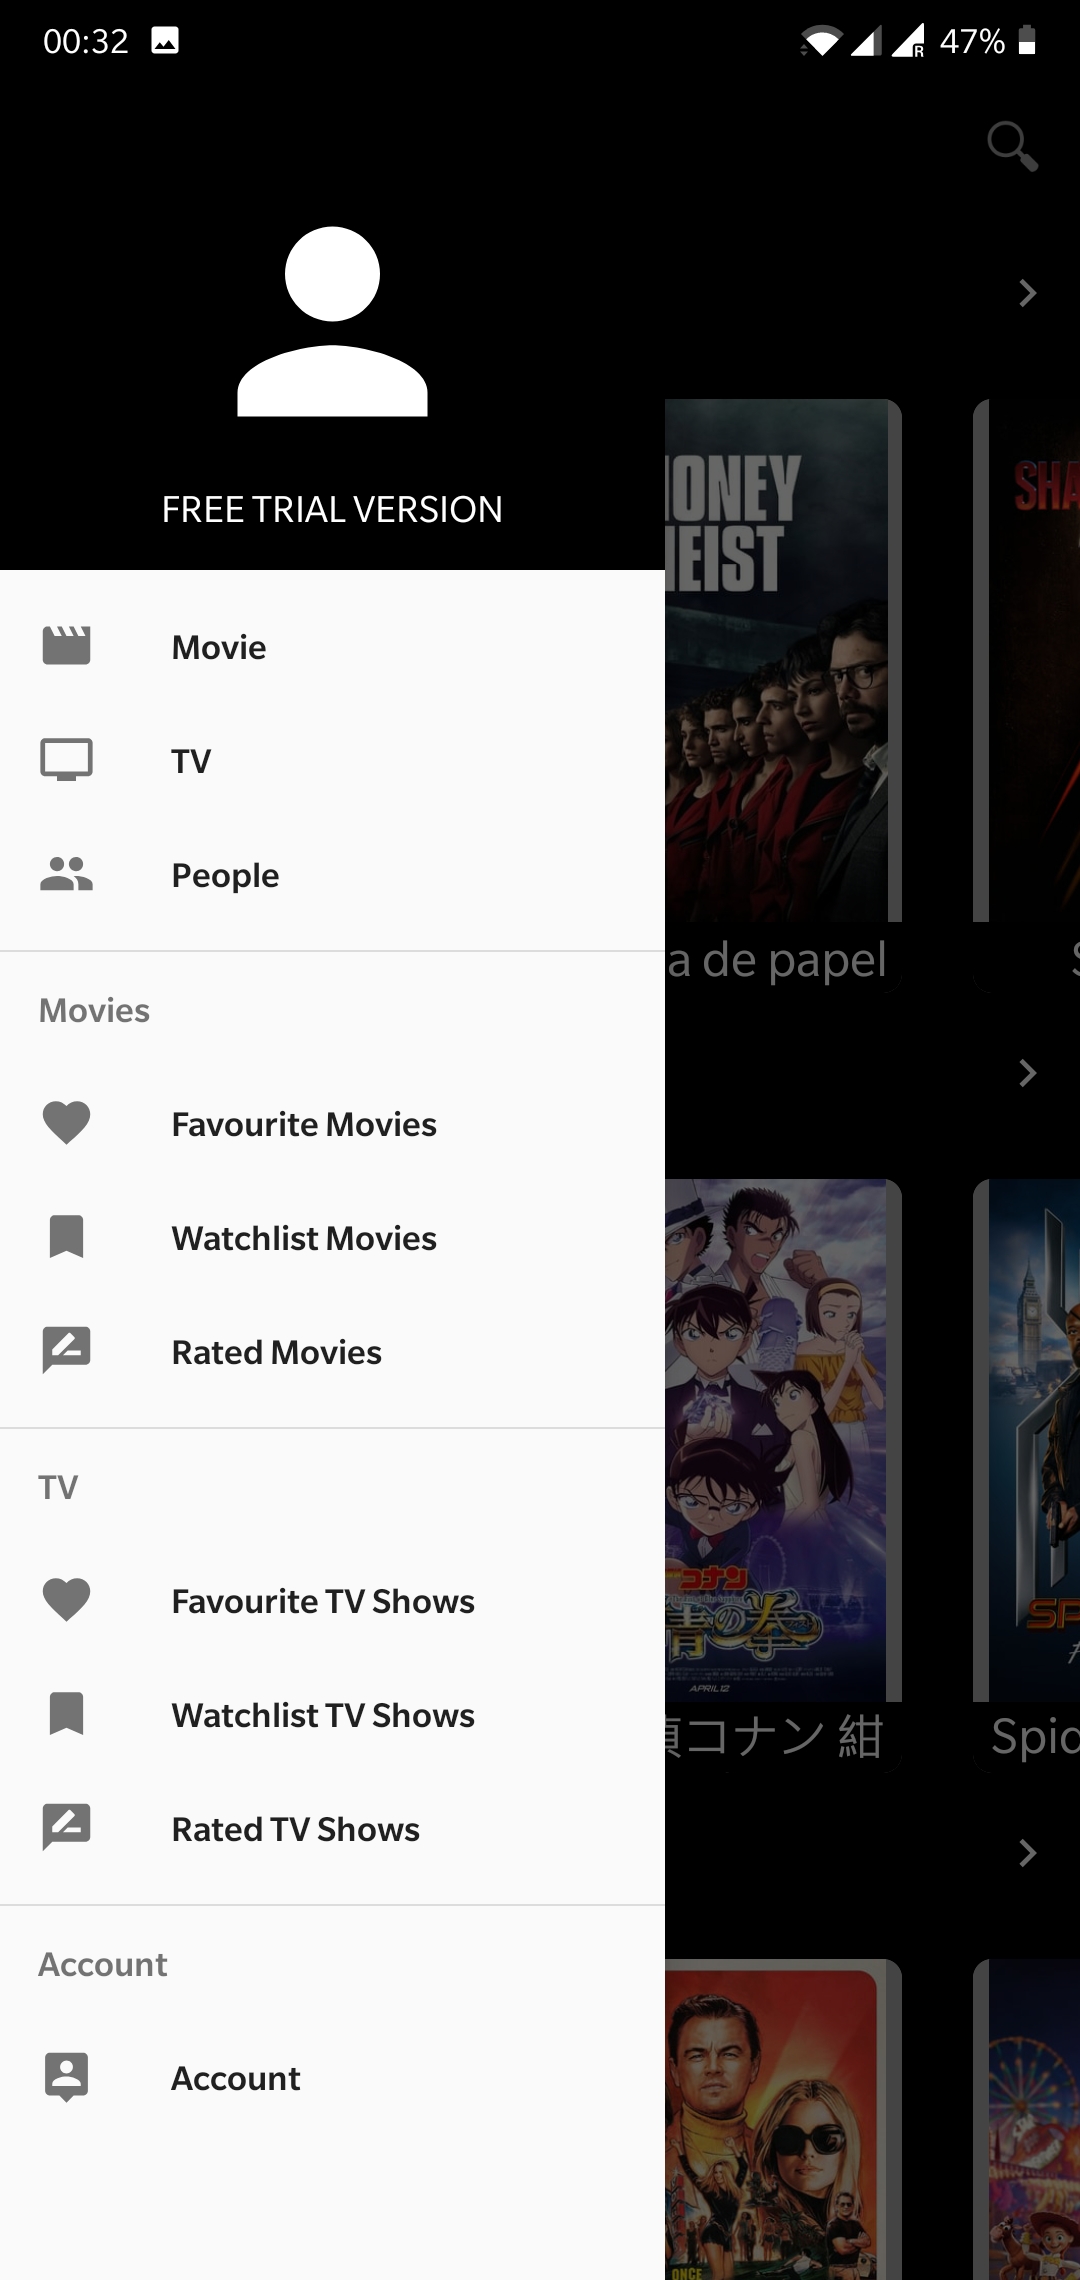 00:32
R
47%
FREE TRIAL VERSION
Movie
TV
People
Movies
Favourite Movies
Watchlist Movies
Rated Movies
TV
Favourite TV Shows
Watchlist TV Shows
Rated TV Shows
Account
Account
ONEY
EIST
SHA
a de papel
コナン
青の拳
APRIL 12
SP
コナン 紺
Spid
ONCE